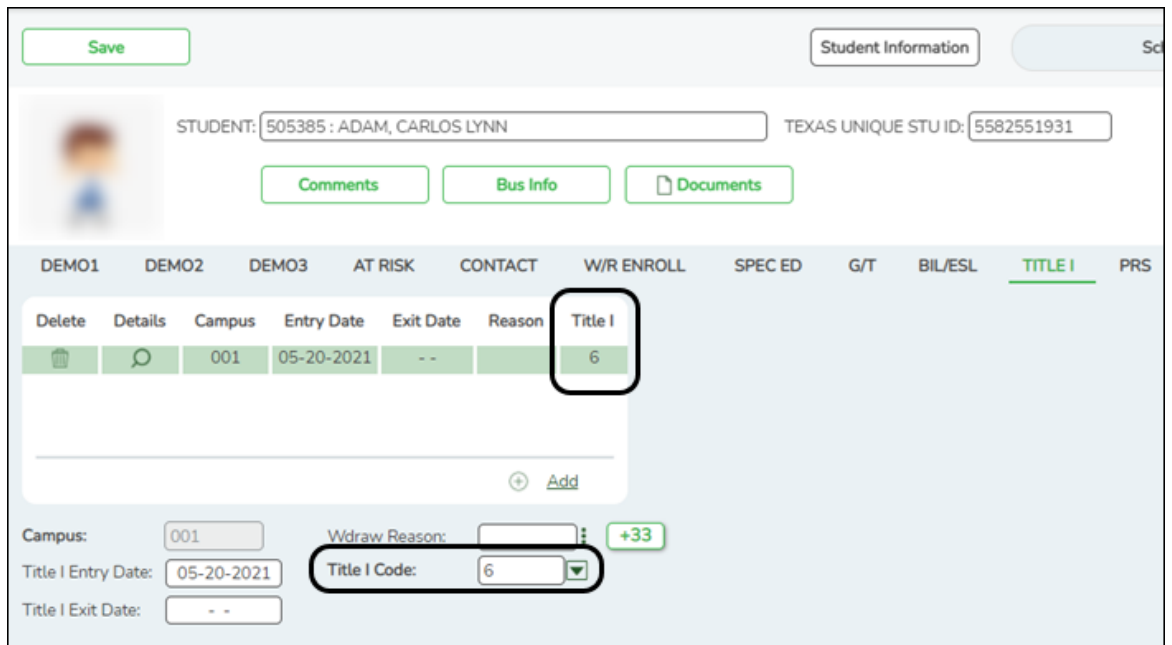 Save Student Information
STUDENT: 505385 : ADAM, CARLOS LYNN TEXAS UNIQUE STU ID: 5582551931
Comments Bus Info Documents
DEMO1 DEMO2 DEMO3 AT RISK CONTACT W/R ENROLL SPEC ED G/T BIL/ESL TITLE I PRS
Delete Details Campus Entry Date Exit Date Reason Title I
001 05-20-2021 - - 6
Add
Campus: 001 Wdraw Reason: +33
Title I Entry Date: 05-20-2021 Title I Code: 6
Title I Exit Date: - -